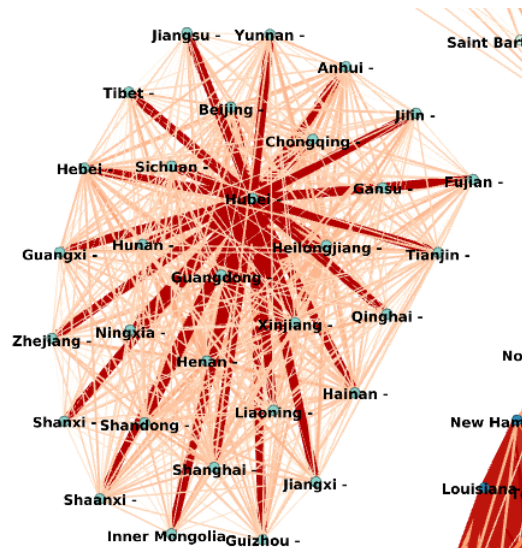 Jiangsu -
Yunnan -
Saint Bart
Anhui -
Tibet -
Beijing -
Jilin -
Chongqing -
Hebei
Sichuan -
Gansu -
Fujian -
Hubei
Hunan -
Heilongjiang -
Guangxi -
Tianjin -
Guangdong -
Qinghai -
Xinjiang -
Ningxia -
Zhejiang -
No
Henan -
Hainan -
Liaoning -
Shanxi -
Shandong -
New Ham
Shanghai -
Jiangxi -
Louisiana
Shaanxi -
Inner Mongolia
Guizhou -